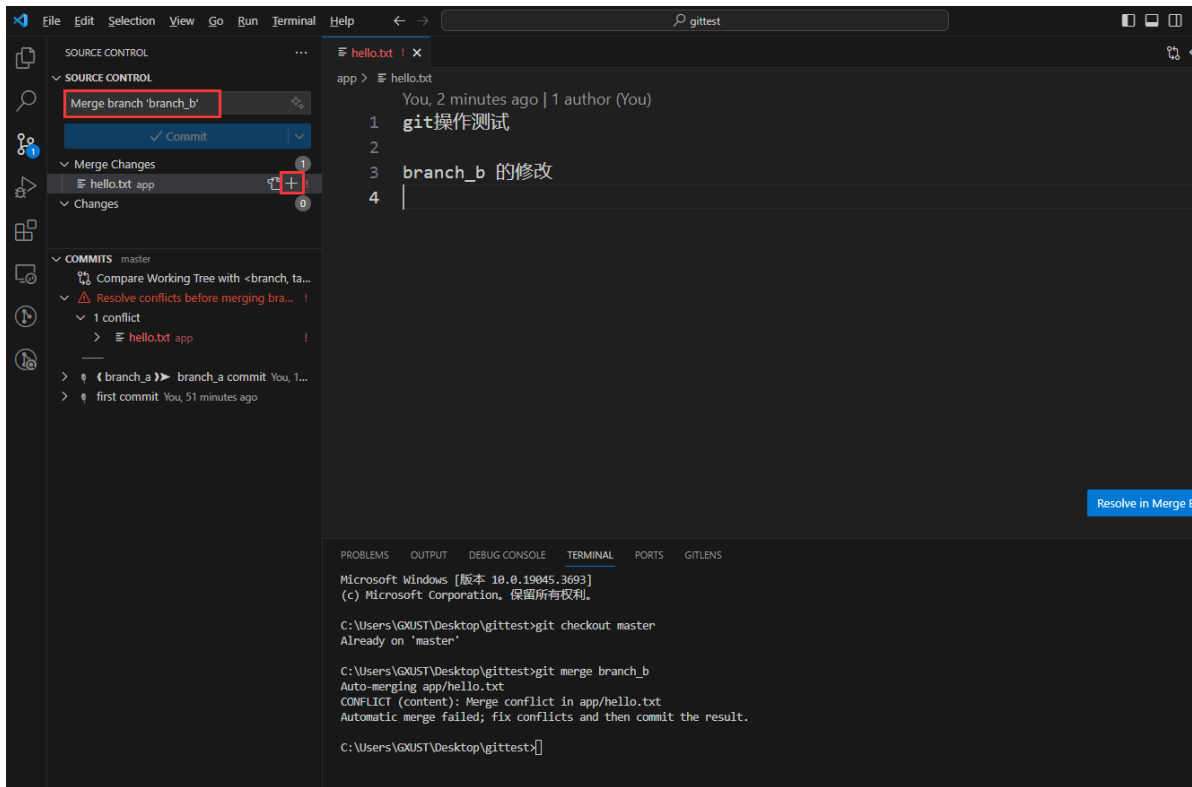 File Edit Selection View Go Run Terminal Help gittest
SOURCE CONTROL
SOURCE CONTROL
Merge branch 'branch_b'
Commit
Merge Changes 1
hello.txt app !
Changes 0
COMMITS master
Compare Working Tree with <branch, ta...
Resolve conflicts before merging bra... !
1 conflict
hello.txt app !
branch_a branch_a commit You, 1...
first commit You, 51 minutes ago
1
hello.txt !
app > hello.txt
You, 2 minutes ago | 1 author (You)
1 git操作测试
2
3 branch_b 的修改
4
Resolve in Merge E
PROBLEMS OUTPUT DEBUG CONSOLE TERMINAL PORTS GITLENS
Microsoft Windows [版本 10.0.19045.3693]
(c) Microsoft Corporation。保留所有权利。
C:\Users\GXUST\Desktop\gittest>git checkout master
Already on 'master'
C:\Users\GXUST\Desktop\gittest>git merge branch_b
Auto-merging app/hello.txt
CONFLICT (content): Merge conflict in app/hello.txt
Automatic merge failed; fix conflicts and then commit the result.
C:\Users\GXUST\Desktop\gittest>